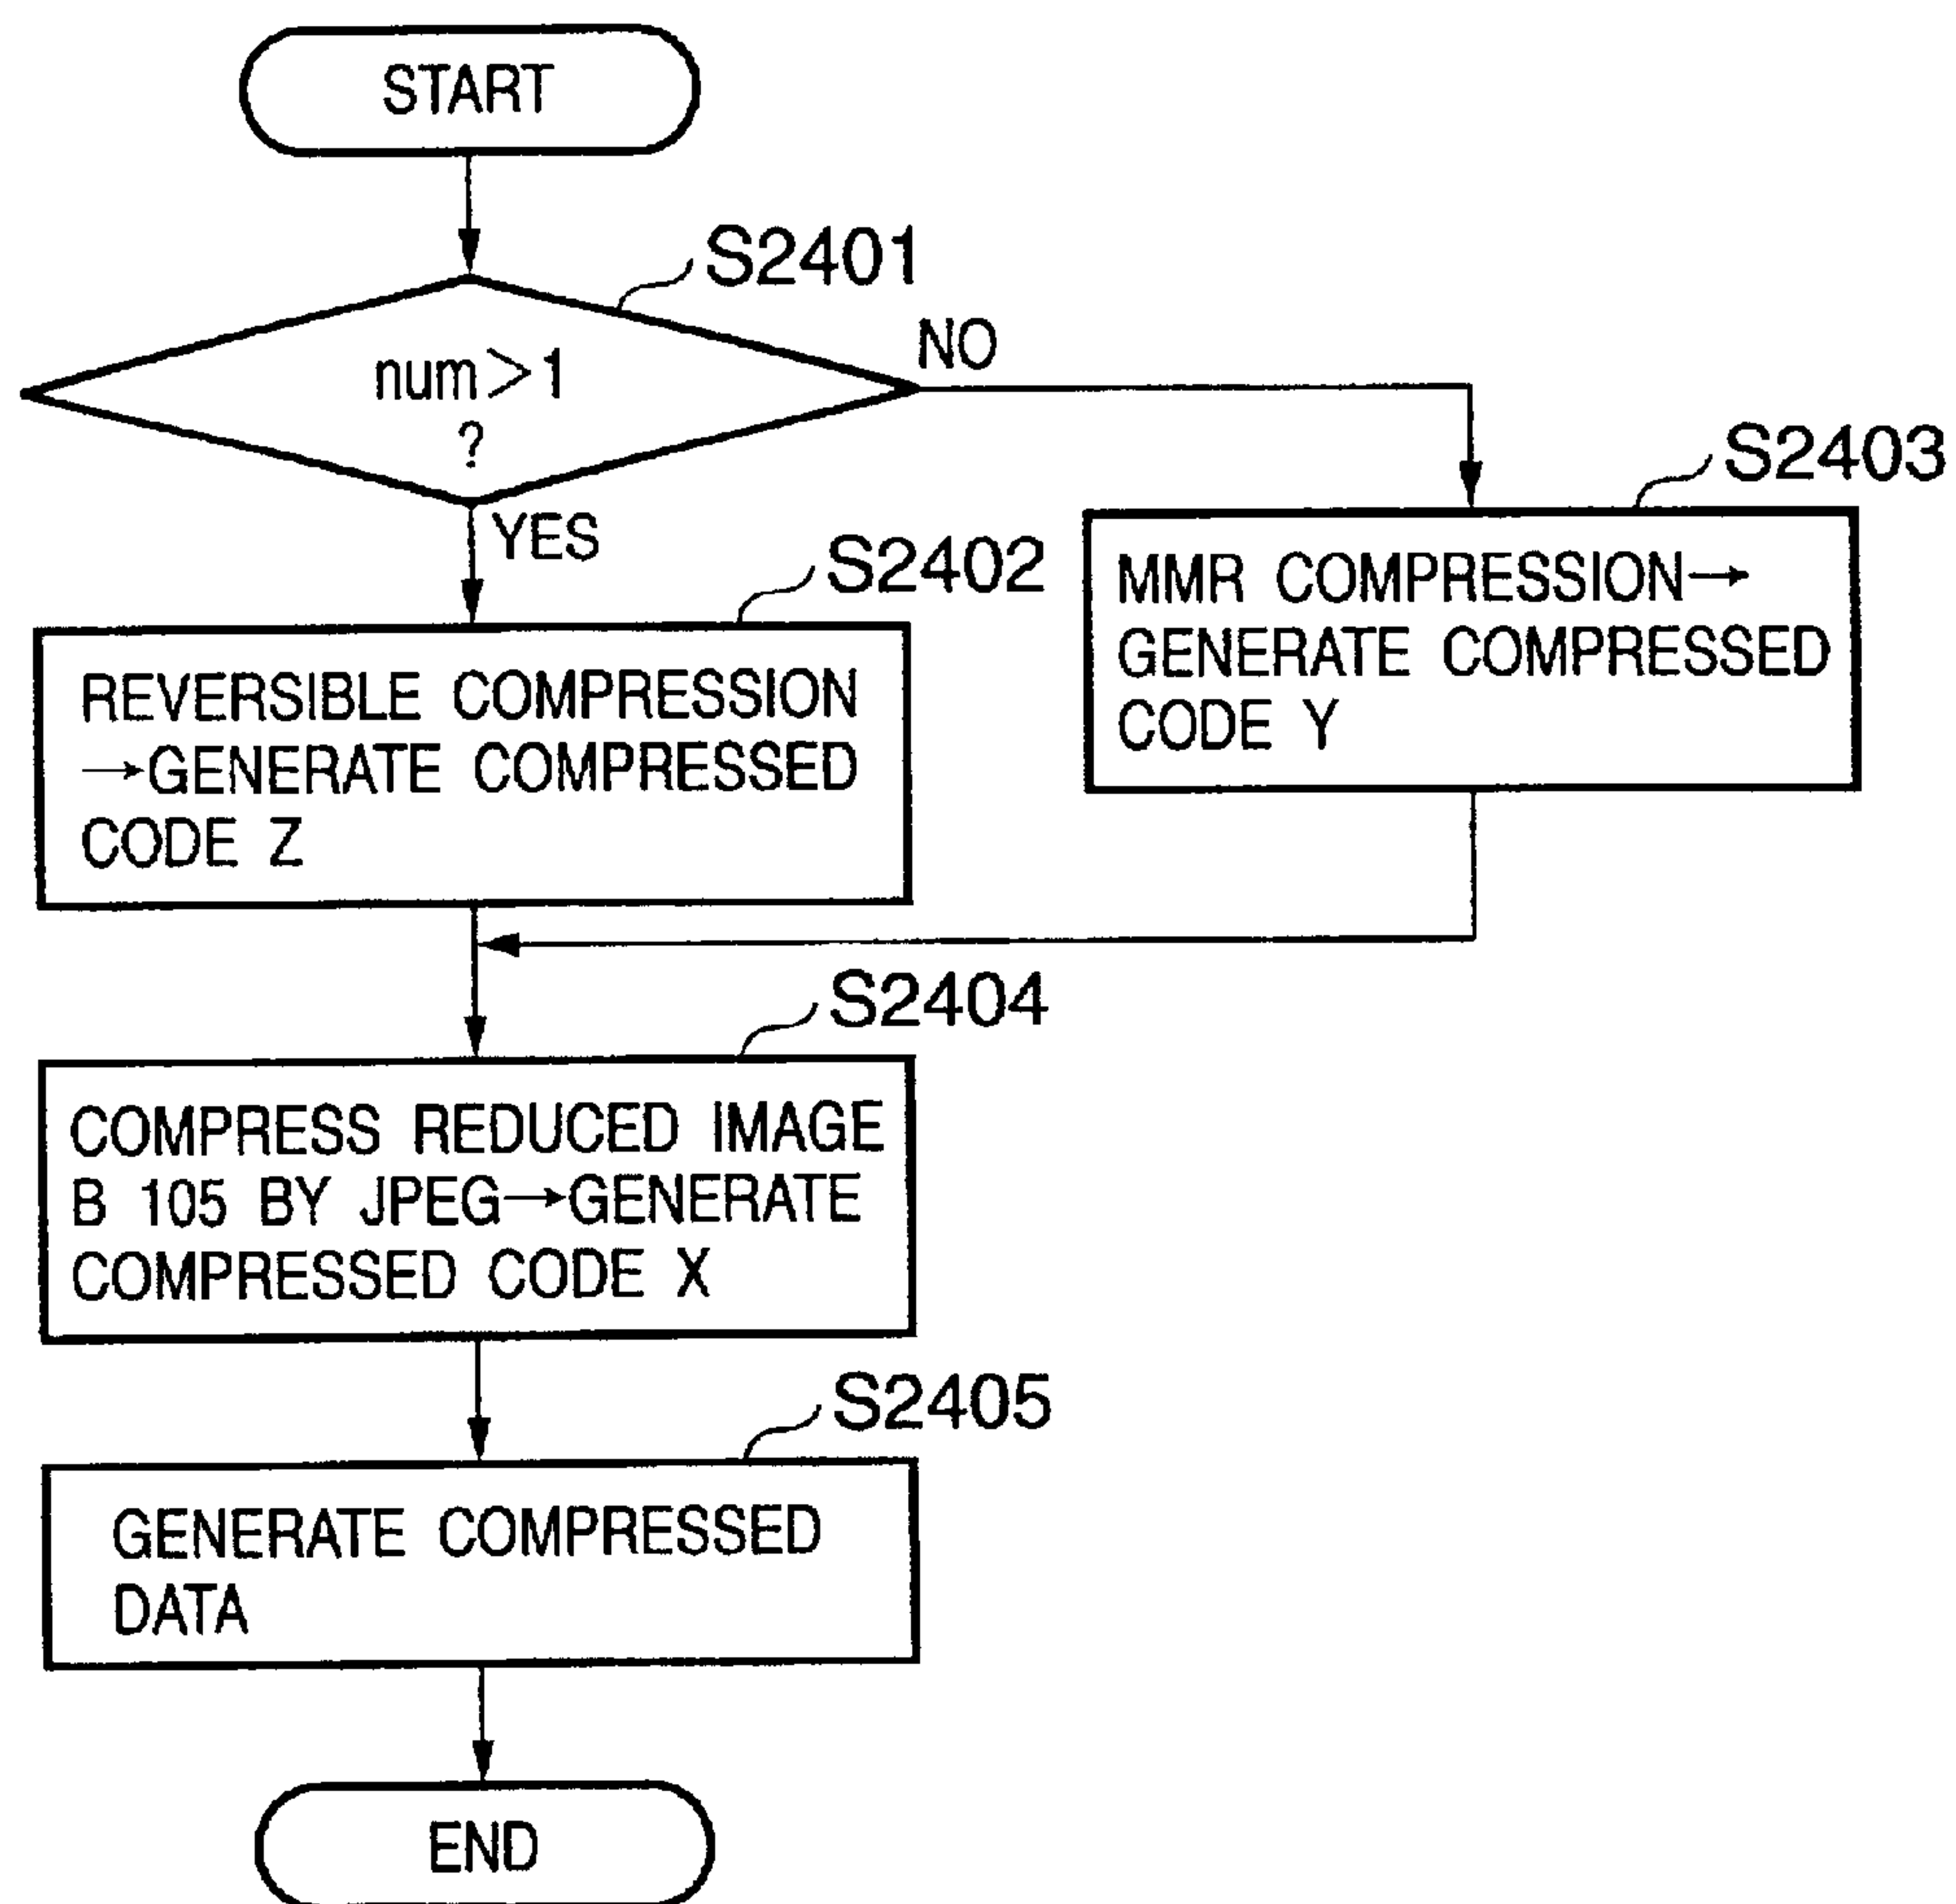 START
S2401
num>1
?
NO
YES
S2402
REVERSIBLE COMPRESSION
→GENERATE COMPRESSED
CODE Z
S2403
MMR COMPRESSION→
GENERATE COMPRESSED
CODE Y
S2404
COMPRESS REDUCED IMAGE
B 105 BY JPEG→GENERATE
COMPRESSED CODE X
S2405
GENERATE COMPRESSED
DATA
END